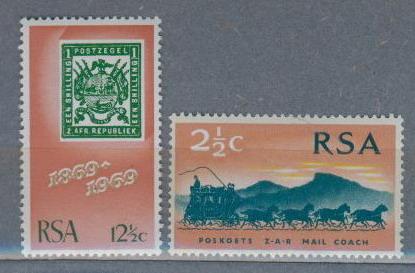 1 POSTZEGEL 1
EEN SHILLING
EEN SHILLING
Z. AFR. REPUBLIEK
1869-
1969
RSA 12½c
2½c RSA
POSKOETS Z-A-R MAIL COACH